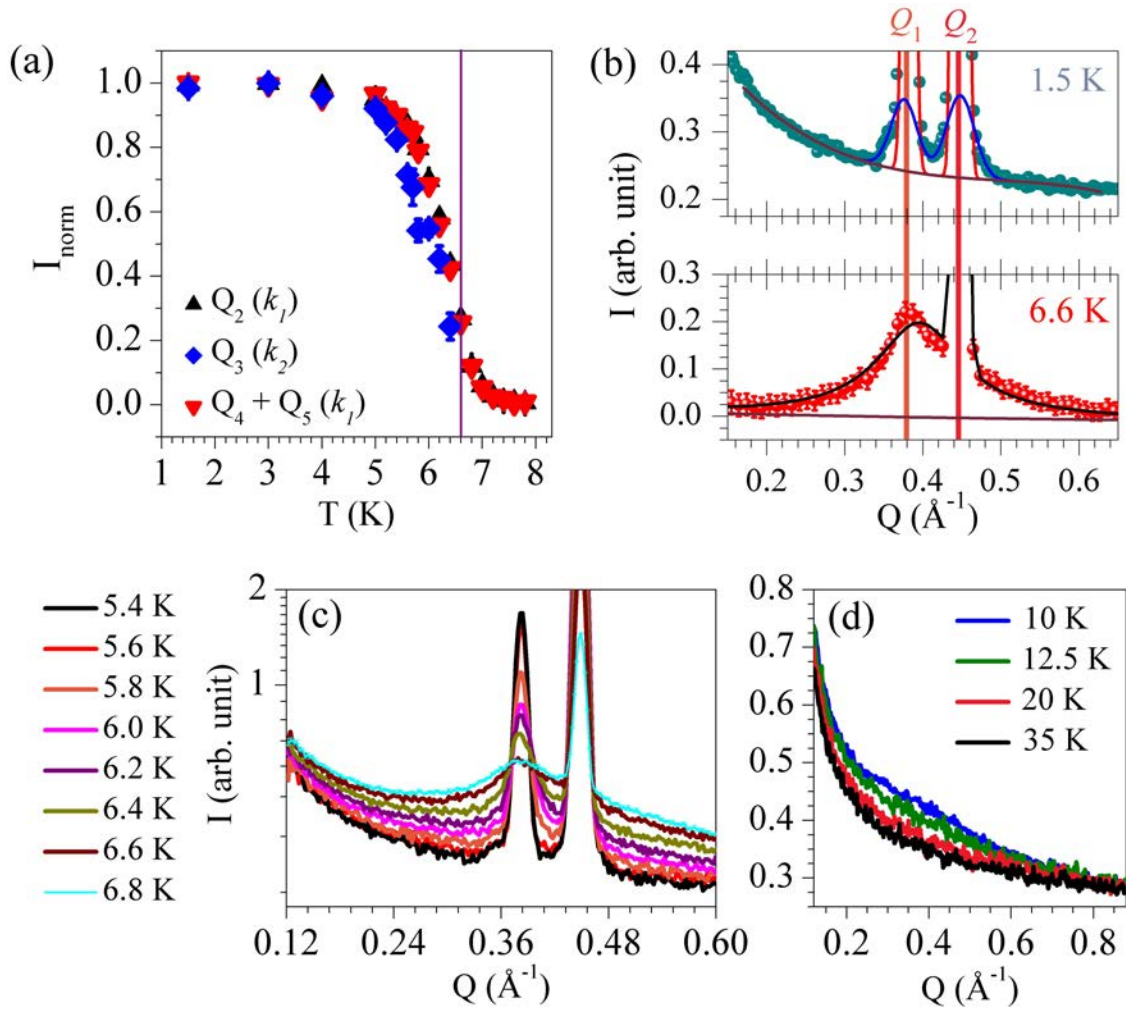 (a)
I_norm
1.0
0.8
0.6
0.4
0.2
0.0
Q₂ (k₁)
Q₃ (k₂)
Q₄ + Q₅ (k₁)
1 2 3 4 5 6 7 8
T (K)
(b)
Q₁ Q₂
1.5 K
0.4
0.3
0.2
6.6 K
0.3
0.2
0.1
0.0
I (arb. unit)
0.2 0.3 0.4 0.5 0.6
Q (Å⁻¹)
5.4 K
5.6 K
5.8 K
6.0 K
6.2 K
6.4 K
6.6 K
6.8 K
(c)
2
1
I (arb. unit)
0.12 0.24 0.36 0.48 0.60
Q (Å⁻¹)
(d)
0.8
0.7
0.6
0.5
0.4
0.3
10 K
12.5 K
20 K
35 K
0.2 0.4 0.6 0.8
Q (Å⁻¹)